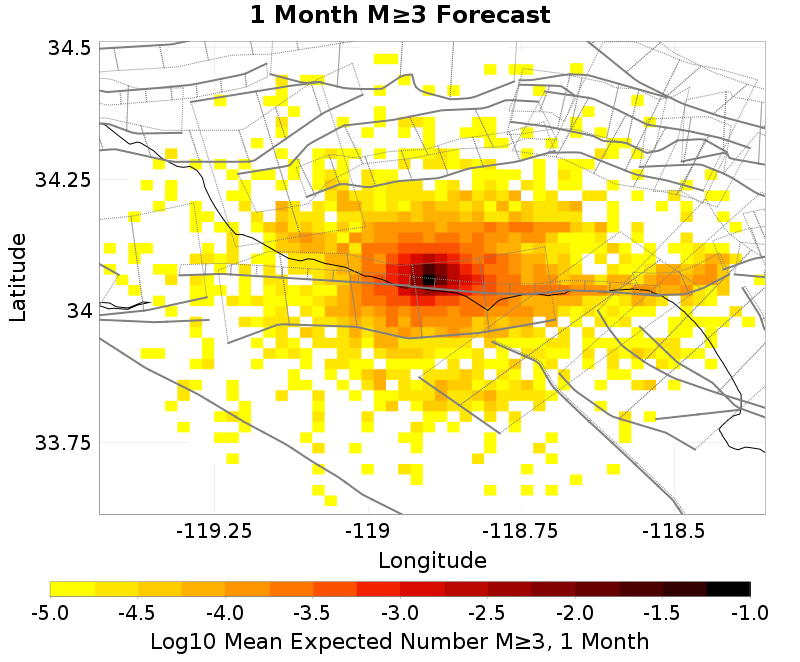 1 Month M≥3 Forecast
34.5
34.25
34
33.75
Latitude
-119.25 -119 -118.75 -118.5
Longitude
-5.0 -4.5 -4.0 -3.5 -3.0 -2.5 -2.0 -1.5 -1.0
Log10 Mean Expected Number M≥3, 1 Month